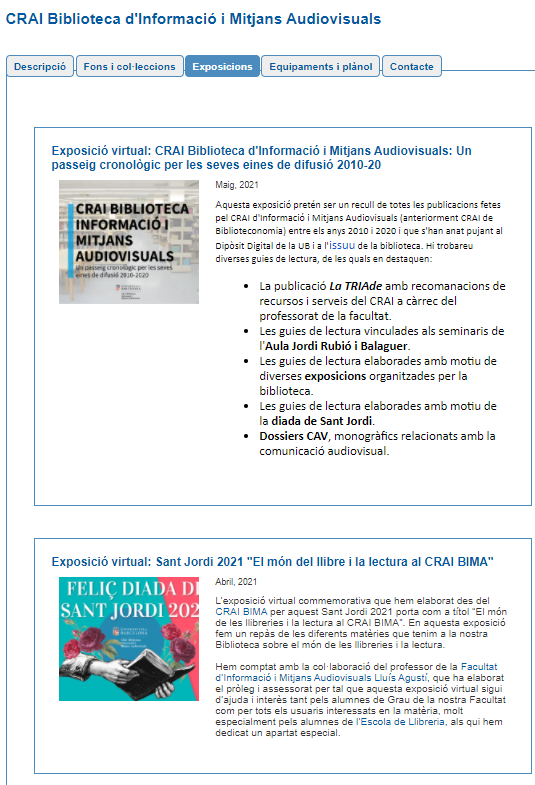 CRAI Biblioteca d'Informació i Mitjans Audiovisuals
Descripció
Fons i col·leccions
Exposicions
Equipaments i plànol
Contacte
Exposició virtual: CRAI Biblioteca d'Informació i Mitjans Audiovisuals: Un
passeig cronològic per les seves eines de difusió 2010-20
CRAI BIBLIOTECA
INFORMACIÓ I
MITJANS
AUDIOVISUALS
Un passeig cronològic per les seves
eines de difusió 2010-2020
Maig, 2021
Aquesta exposició pretén ser un recull de totes les publicacions fetes
pel CRAI d'Informació i Mitjans Audiovisuals (anteriorment CRAI de
Biblioteconomia) entre els anys 2010 i 2020 i que s'han anat pujant al
Dipòsit Digital de la UB i a l'issuu de la biblioteca. Hi trobareu
diverses guies de lectura, de les quals en destaquen:
• La publicació La TRIAde amb recomanacions de
recursos i serveis del CRAI a càrrec del
professorat de la facultat.
• Les guies de lectura vinculades als seminaris de
l'Aula Jordi Rubió i Balaguer.
• Les guies de lectura elaborades amb motiu de
diverses exposicions organitzades per la
biblioteca.
• Les guies de lectura elaborades amb motiu de
la diada de Sant Jordi.
• Dossiers CAV, monogràfics relacionats amb la
comunicació audiovisual.
Exposició virtual: Sant Jordi 2021 "El món del llibre i la lectura al CRAI BIMA"
FELIÇ DIADA DE
SANT JORDI 202
Abril, 2021
L'exposició virtual commemorativa que hem elaborat des del
CRAI BIMA per aquest Sant Jordi 2021 porta com a títol "El món
de les llibreries i la lectura al CRAI BIMA". En aquesta exposició
fem un repàs de les diferents matèries que tenim a la nostra
Biblioteca sobre el món de les llibreries i la lectura.
Hem comptat amb la col·laboració del professor de la Facultat
d'Informació i Mitjans Audiovisuals Lluís Agustí, que ha elaborat
el pròleg i assessorat per tal que aquesta exposició virtual sigui
d'ajuda i interès tant pels alumnes de Grau de la nostra Facultat
com per tots els usuaris interessats en la matèria, molt
especialment pels alumnes de l'Escola de Llibreria, als qui hem
dedicat un apartat especial.